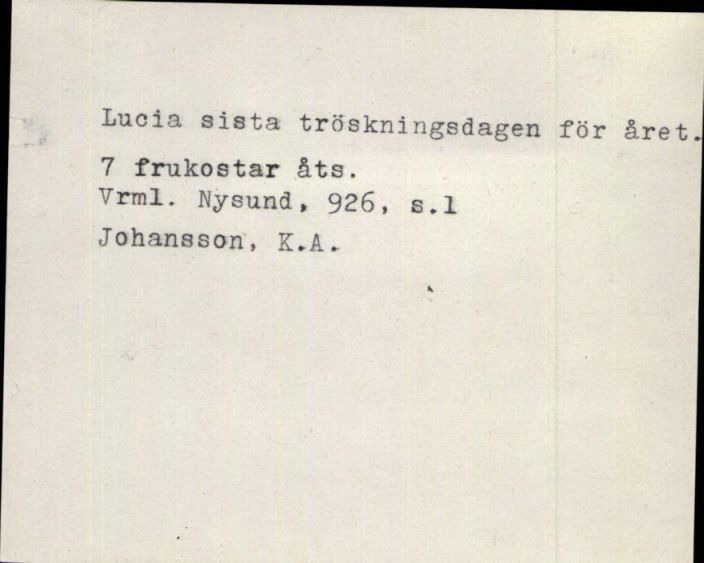 Lucia sista tröskningsdagen för året.
7 frukostar åts.
Vrml. Nysund, 926, s.1
Johansson, K.A.